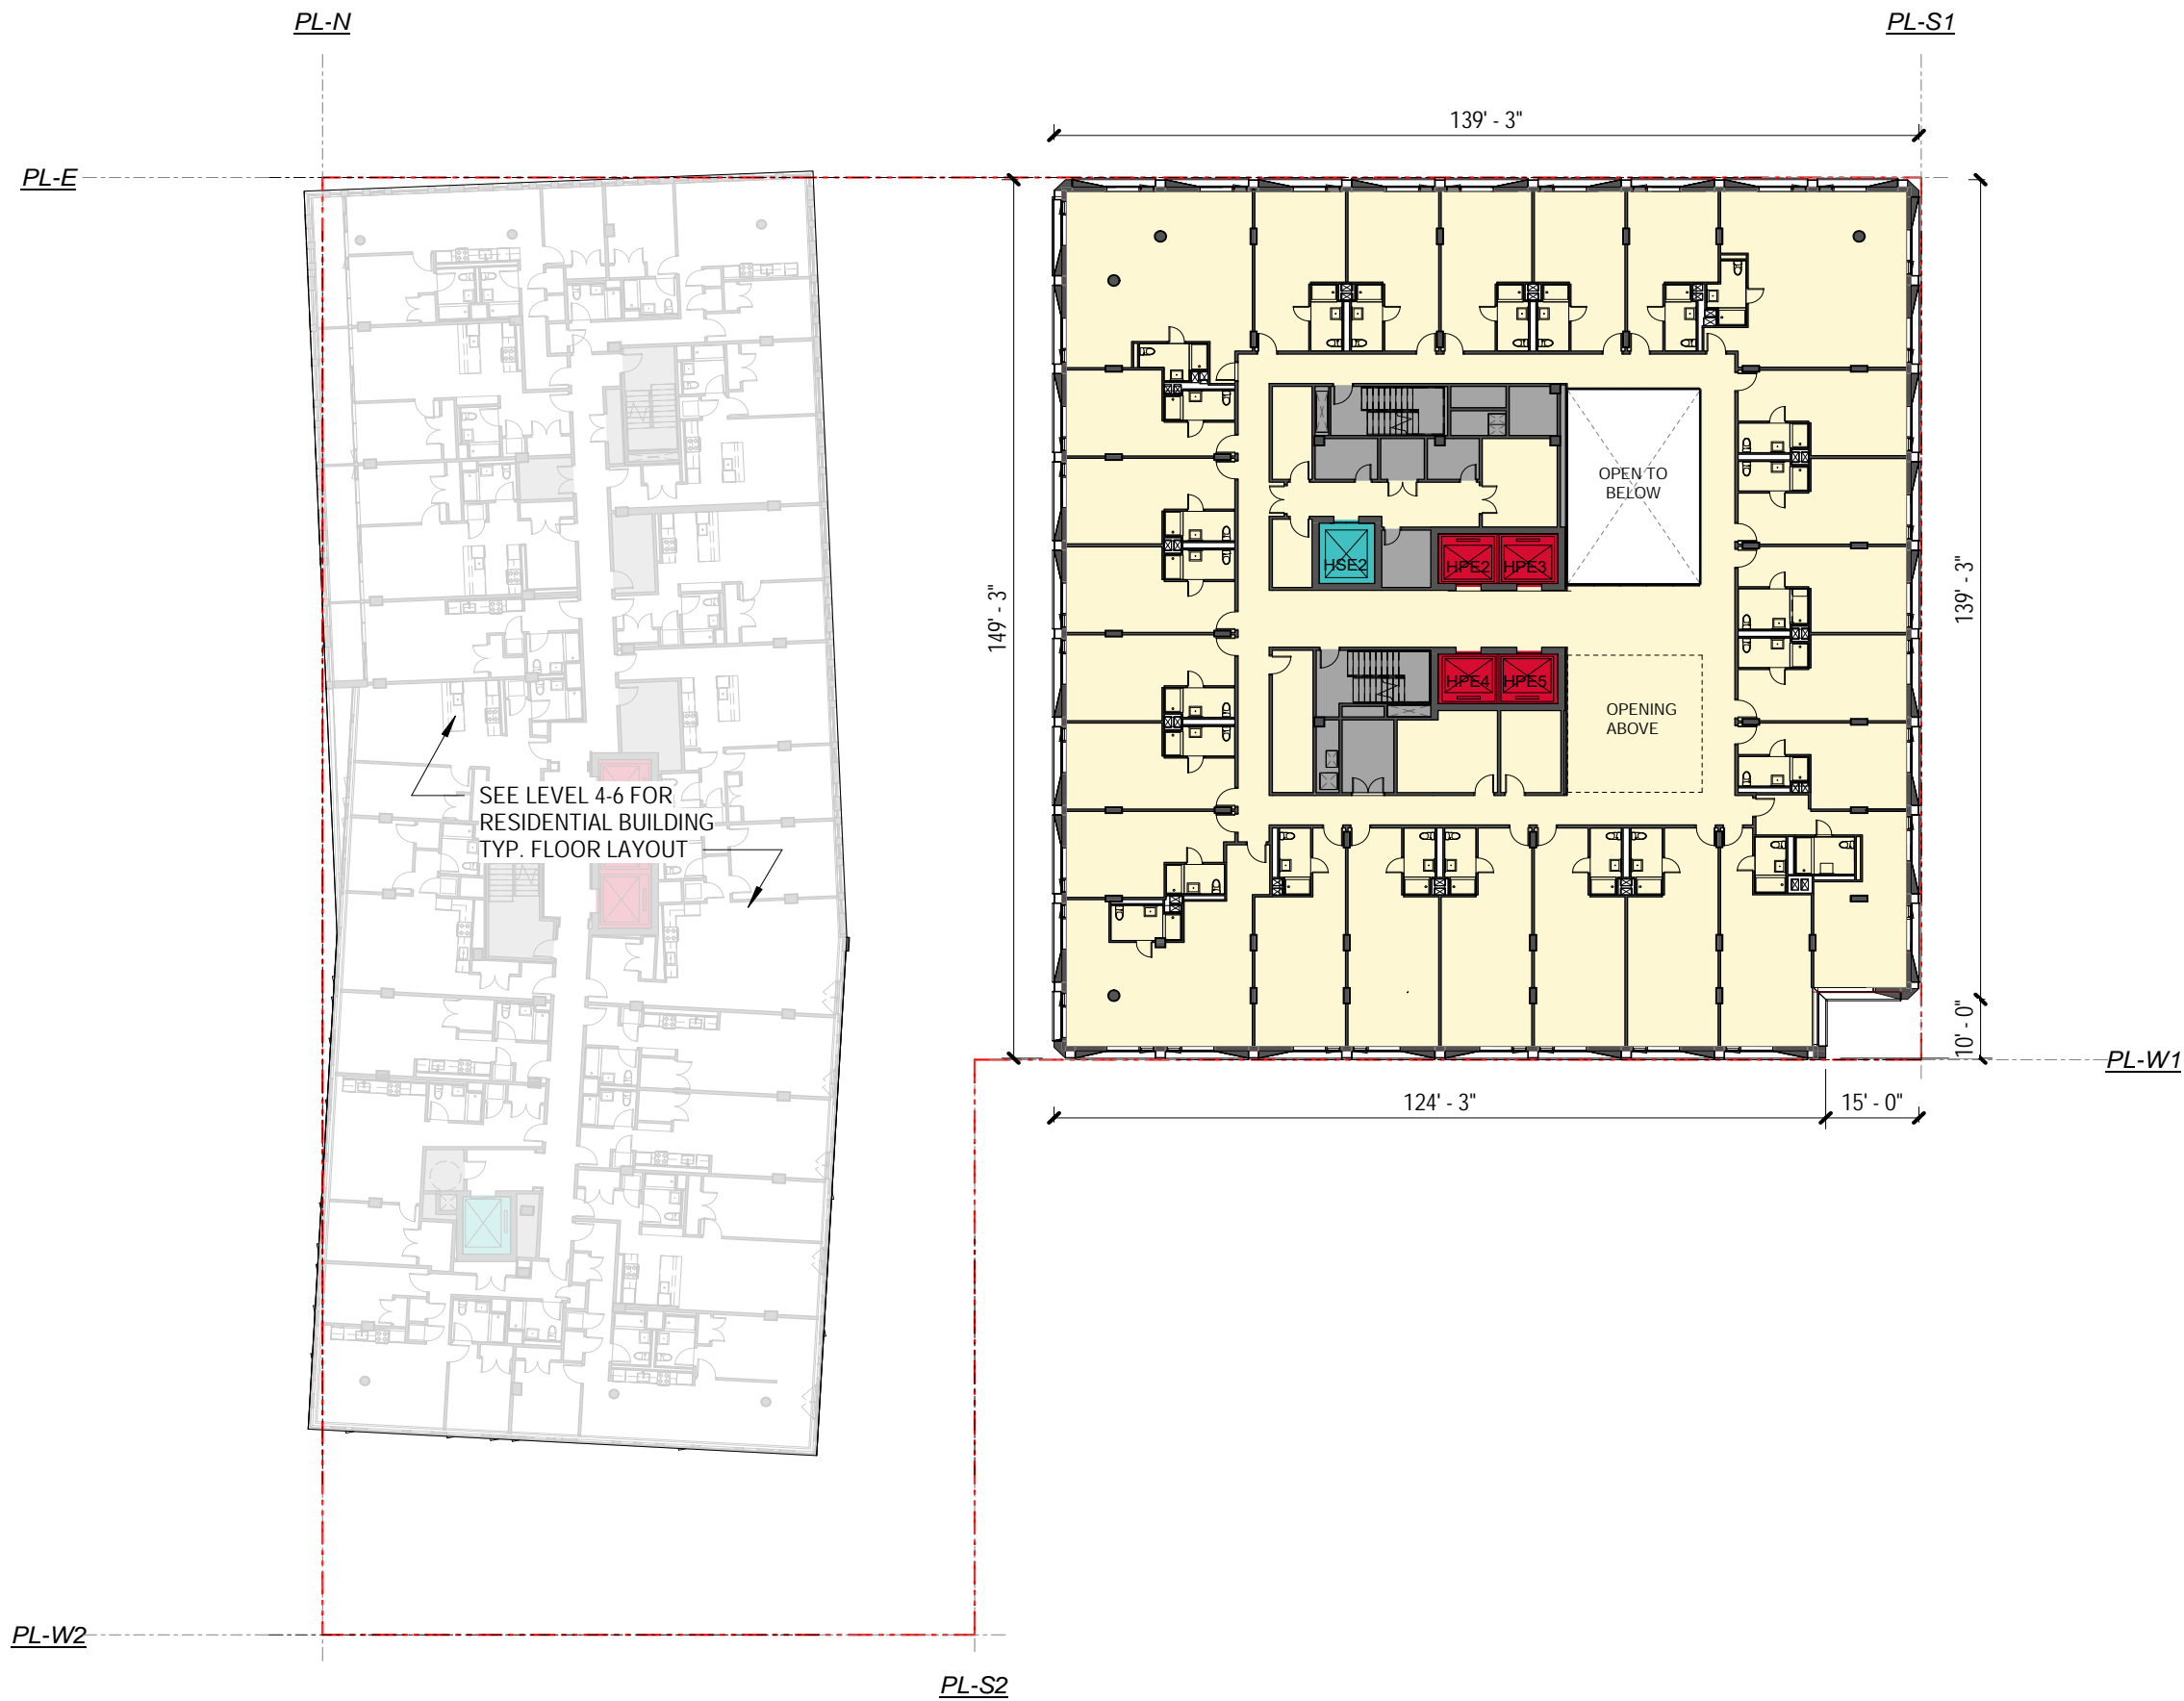 PL-N
PL-S1
139' - 3"
PL-E
OPEN TO
BELOW
HSE2
HPE2
HPE3
149' - 3"
139' - 3"
HPE4
HPE5
OPENING
ABOVE
SEE LEVEL 4-6 FOR
RESIDENTIAL BUILDING
TYP. FLOOR LAYOUT
10' - 0"
PL-W1
124' - 3"
15' - 0"
PL-W2
PL-S2